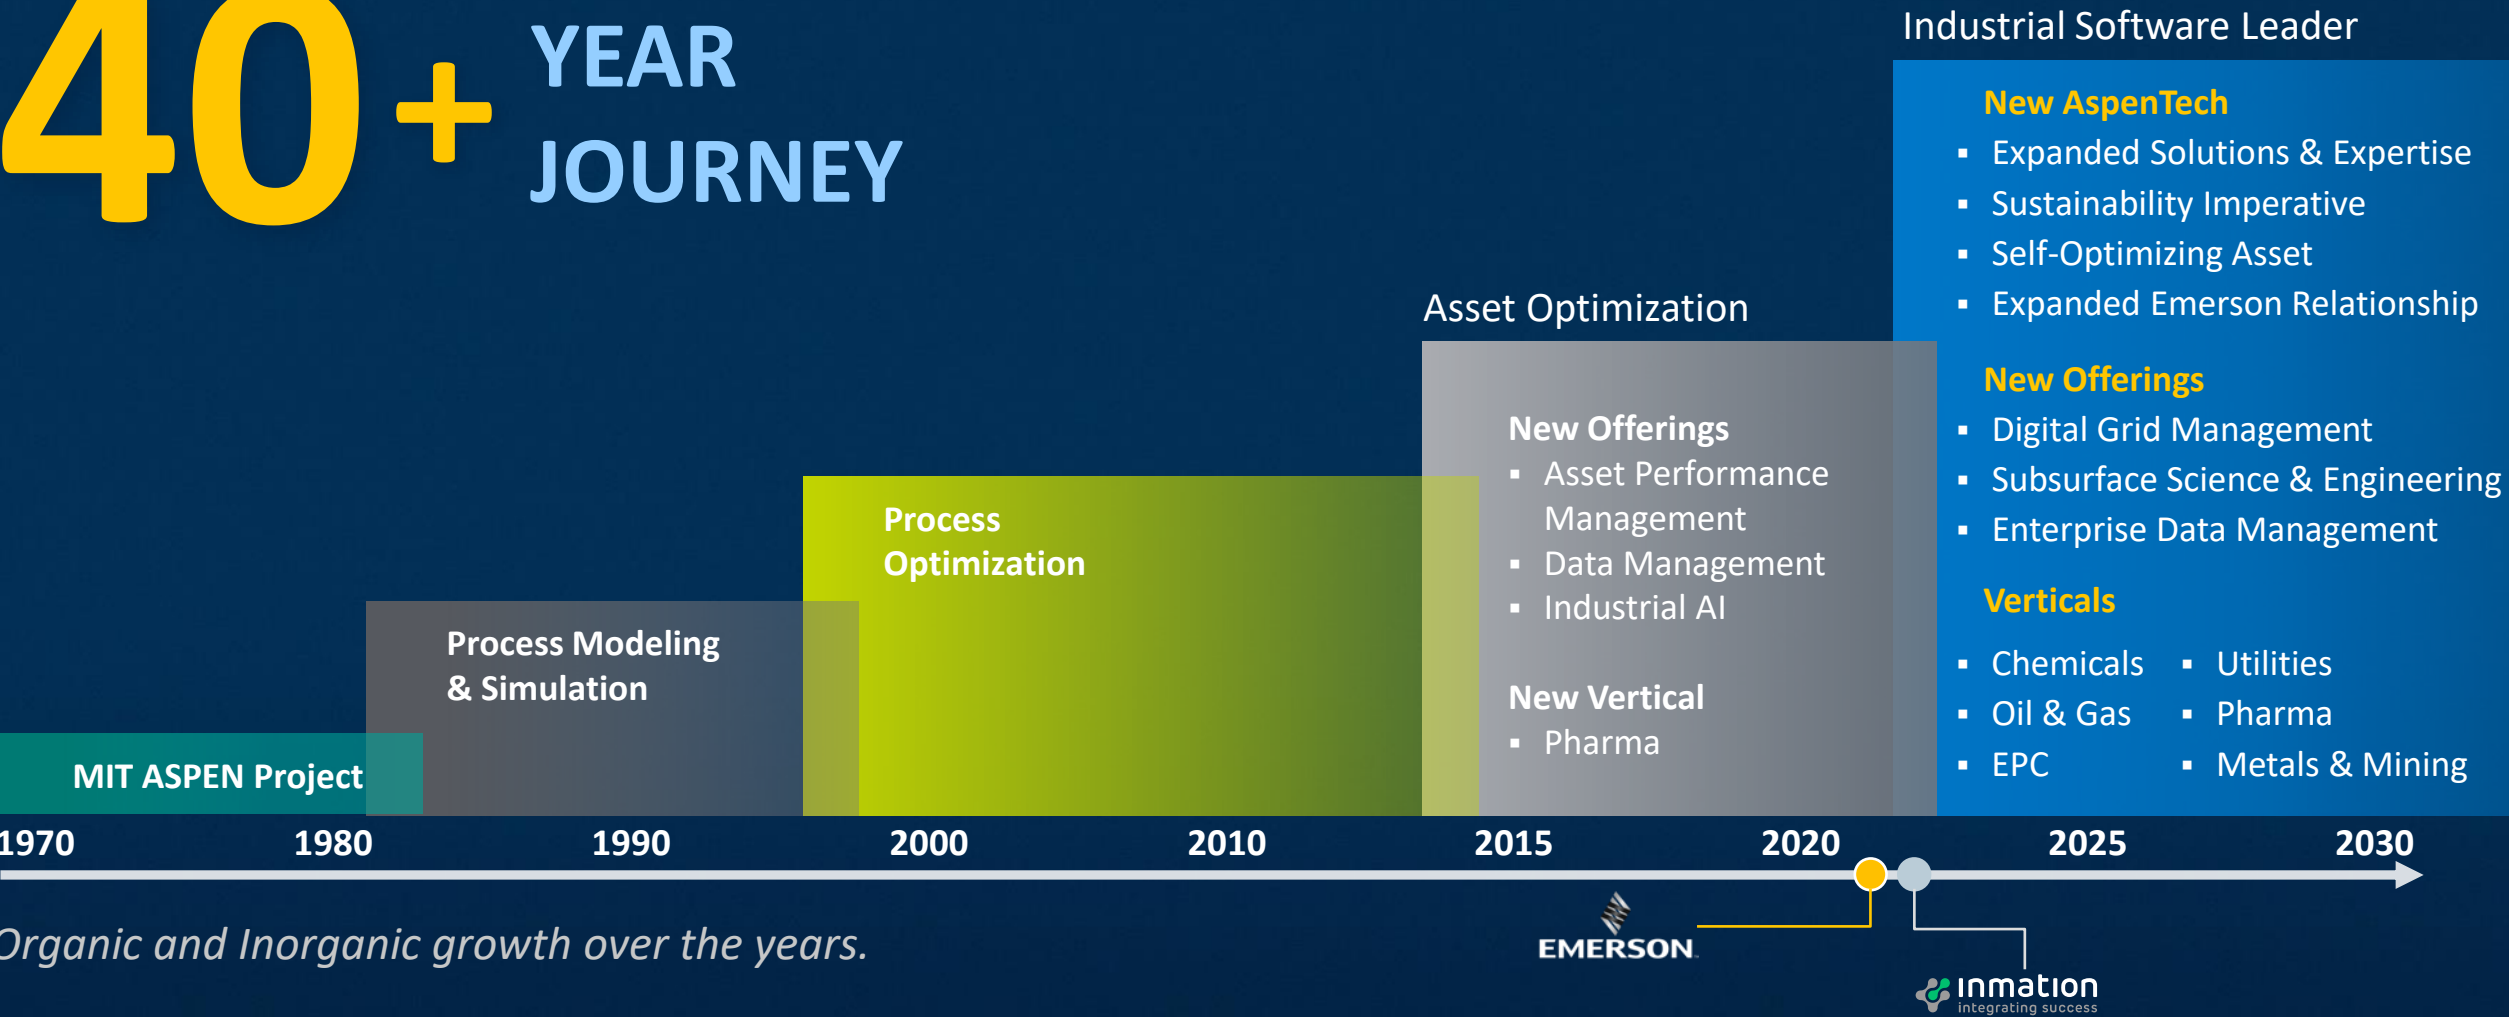 40+ YEAR
JOURNEY
Industrial Software Leader
New AspenTech
▪ Expanded Solutions & Expertise
▪ Sustainability Imperative
▪ Self-Optimizing Asset
▪ Expanded Emerson Relationship
New Offerings
▪ Digital Grid Management
▪ Subsurface Science & Engineering
▪ Enterprise Data Management
Verticals
▪ Chemicals
▪ Oil & Gas
▪ EPC
▪ Utilities
▪ Pharma
▪ Metals & Mining
Asset Optimization
New Offerings
▪ Asset Performance
Management
▪ Data Management
▪ Industrial AI
New Vertical
▪ Pharma
Process
Optimization
Process Modeling
& Simulation
MIT ASPEN Project
1970 1980 1990 2000 2010 2015 2020 2025 2030
Organic and Inorganic growth over the years.
EMERSON
inmation
integrating success